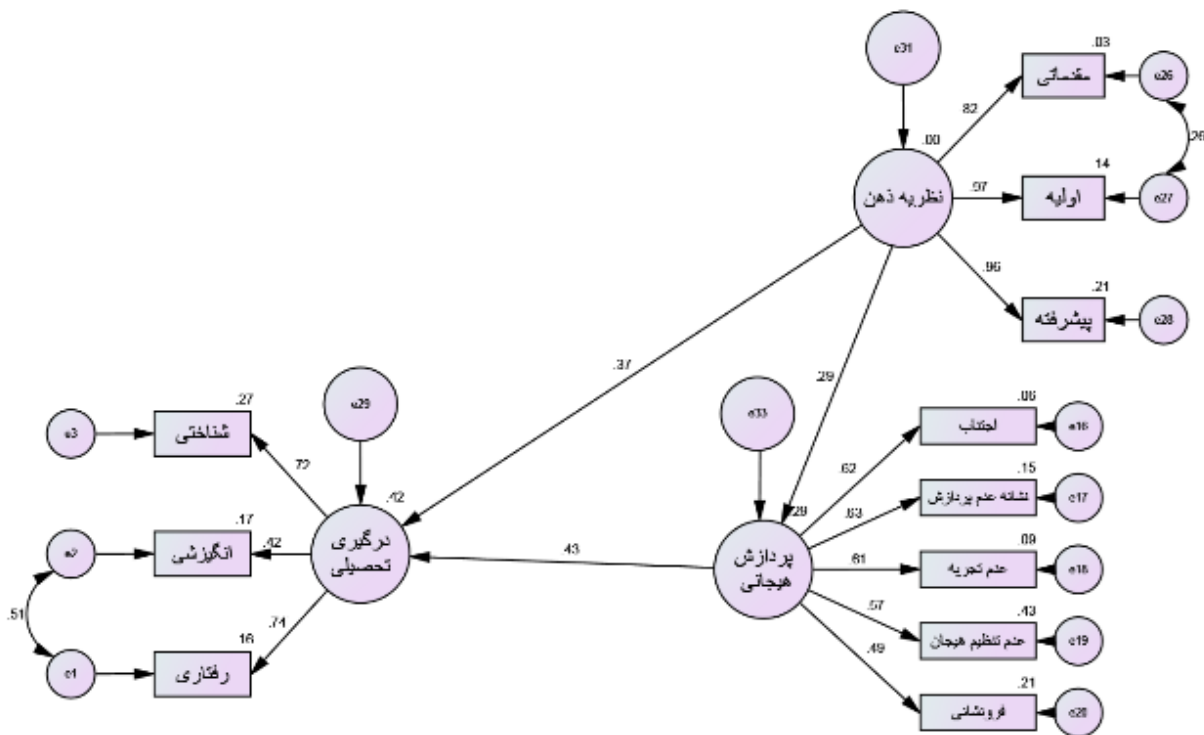 e31
.03
مقدماتی
e26
.82
.00
.26
نظریه ذهن
.97
14
اولیه
e27
.96
.21
پیشرفته
e28
.37
.29
e29
e33
.27
شناختی
e3
.72
.42
درگیری
تحصیلی
.17
انگیزشی
e2
.42
.51
.74
16
رفتاری
e1
.43
.29
پردازش
هیجانی
.06
اجتناب
e16
.62
.15
نشانه عدم پردازش
e17
.63
.09
عدم تجربه
e18
.61
.43
عدم تنظیم هیجان
e19
.57
.21
فرونشانی
e20
.49